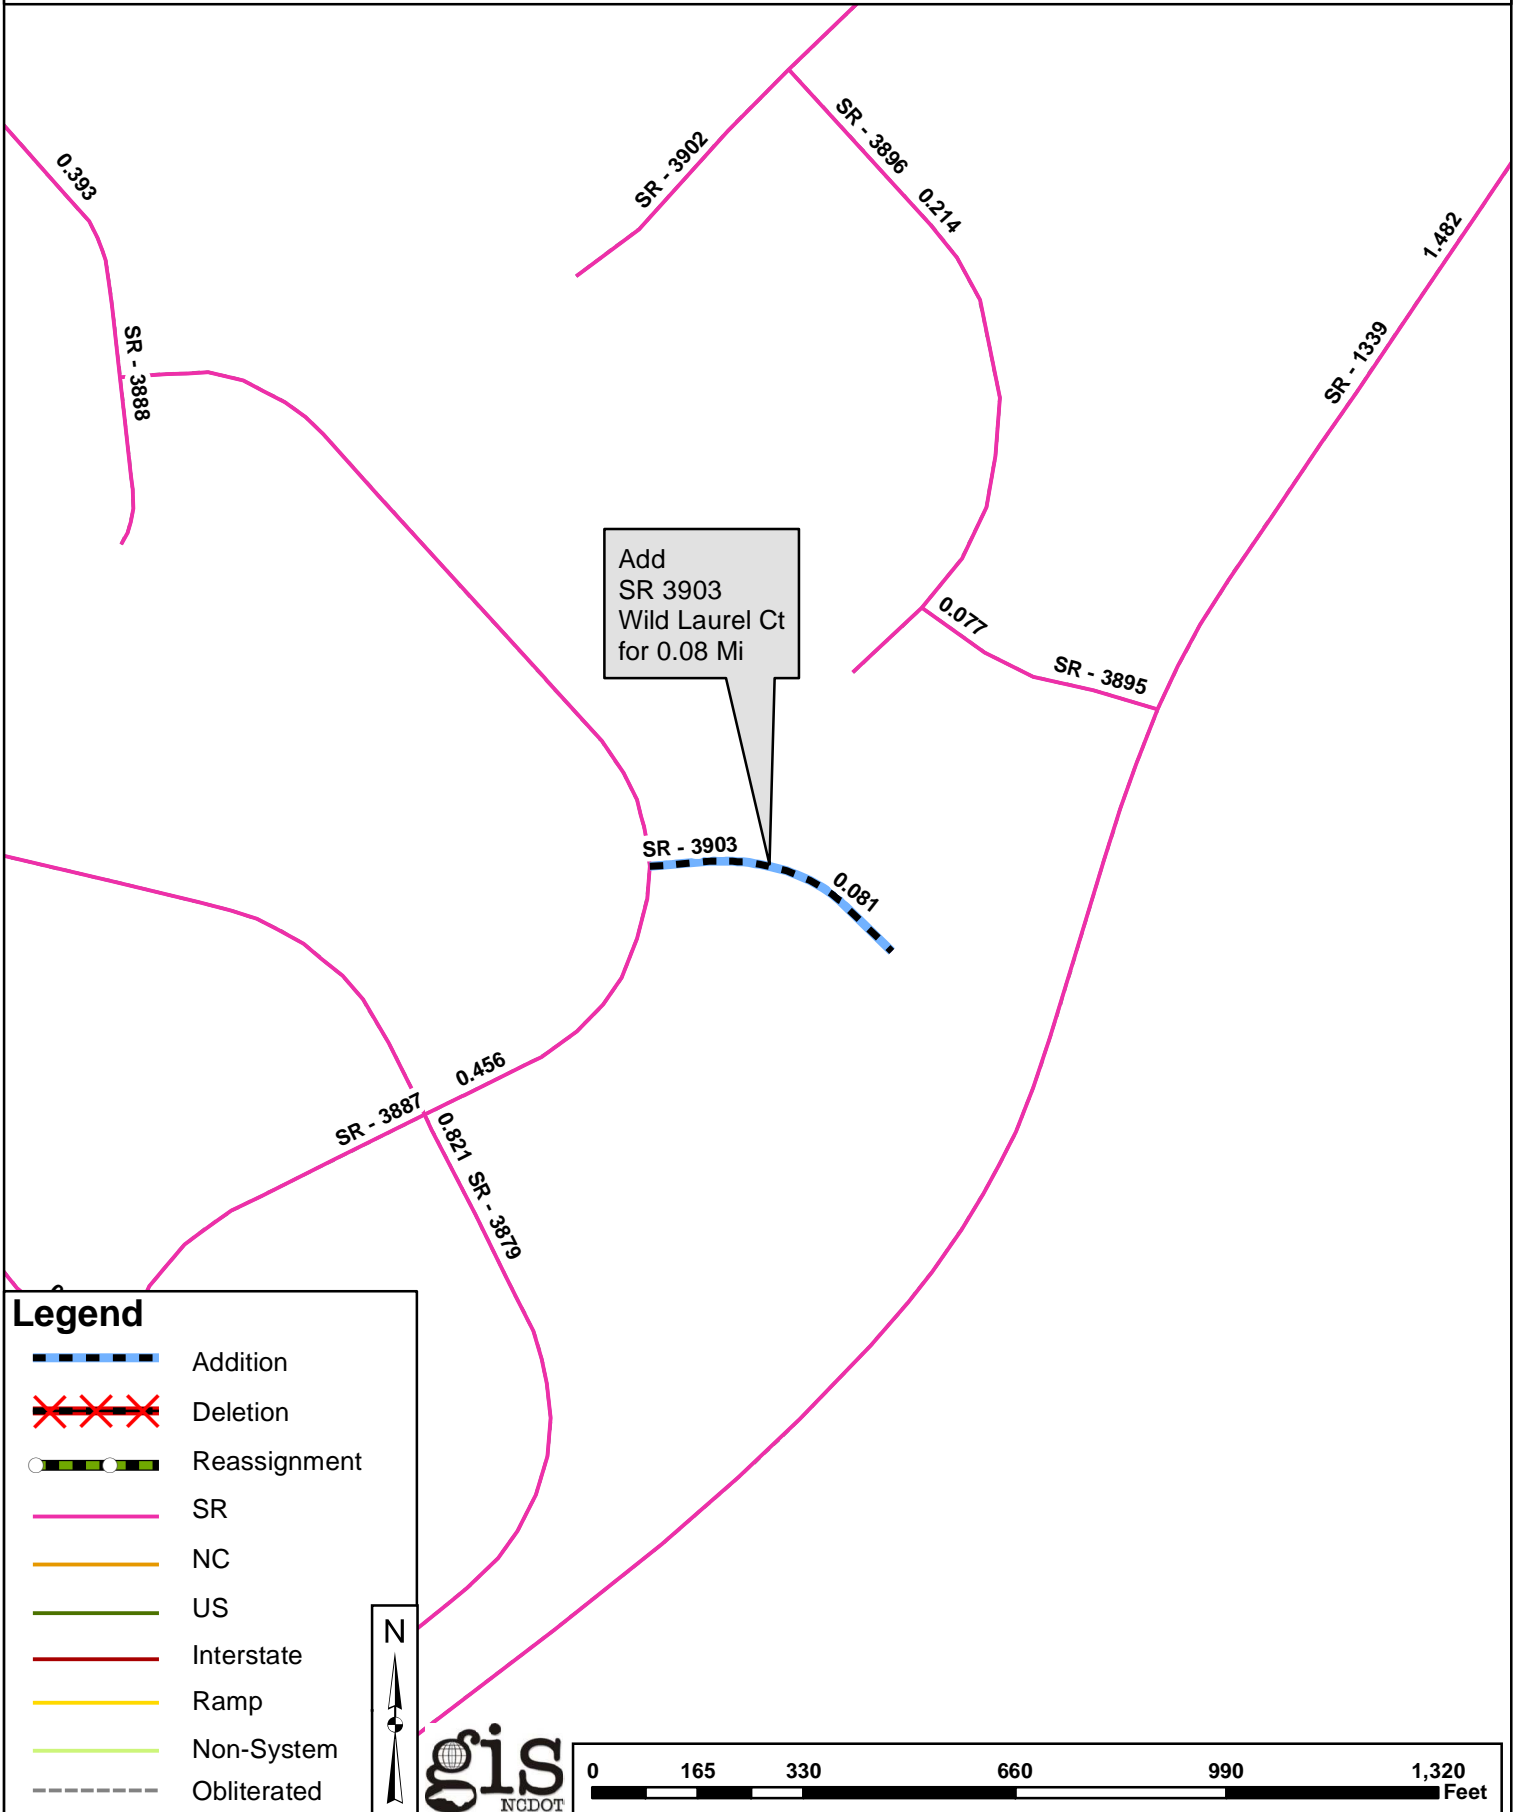 SR - 3902
SR - 3896
0.214
0.393
SR - 3888
1.482
SR - 1339
Add
SR 3903
Wild Laurel Ct
for 0.08 Mi
0.077
SR - 3895
SR - 3903
0.081
0.456
SR - 3887
0.821 SR - 3879
Legend
Addition
Deletion
Reassignment
SR
NC
US
Interstate
Ramp
Non-System
Obliterated
N
gis
NCDOT
0 165 330 660 990 1,320
Feet